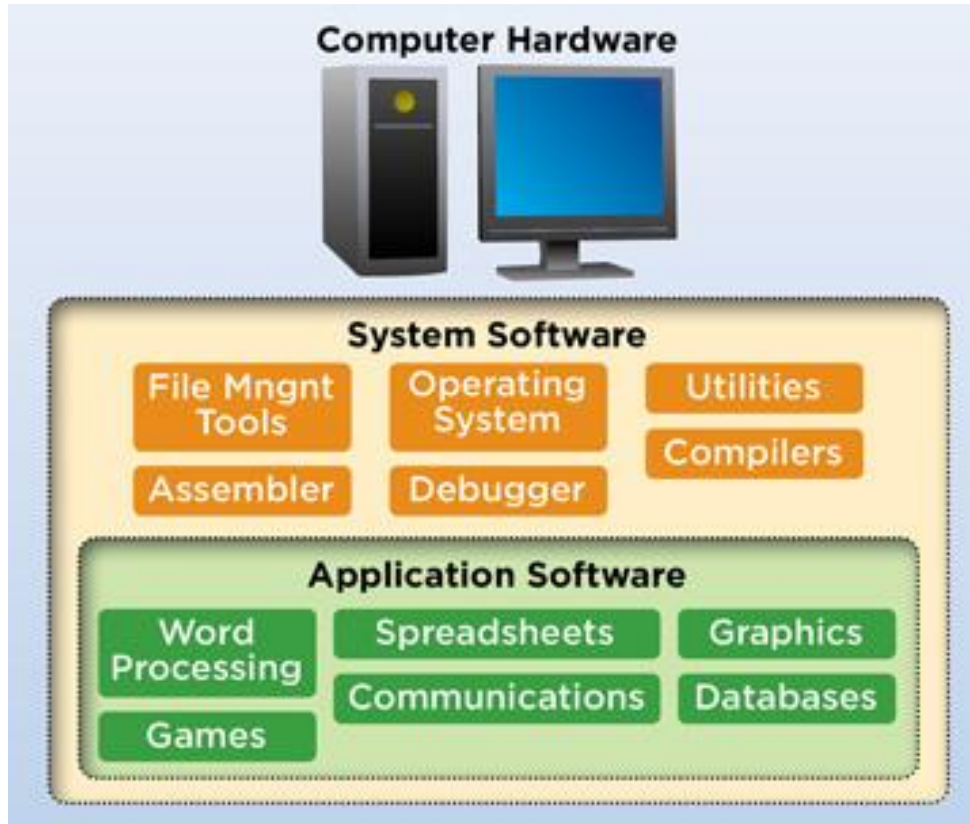 Computer Hardware
System Software
File Mngnt
Tools
Operating
System
Utilities
Compilers
Assembler
Debugger
Application Software
Word
Processing
Spreadsheets
Graphics
Communications
Databases
Games